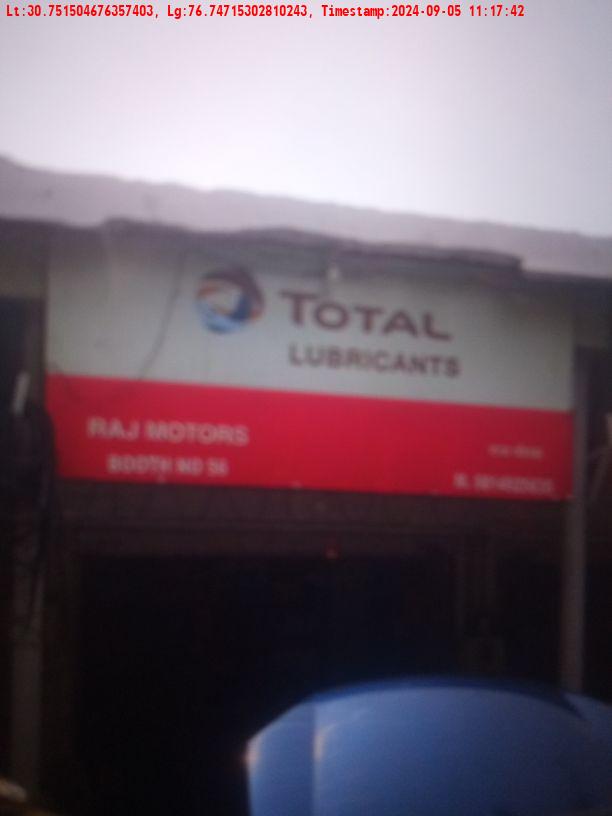 Lt:30.751504676357403, Lg:76.74715302810243, Timestamp:2024-09-05 11:17:42
TOTAL
LUBRICANTS
RAJ MOTORS
BOOTH NO 56